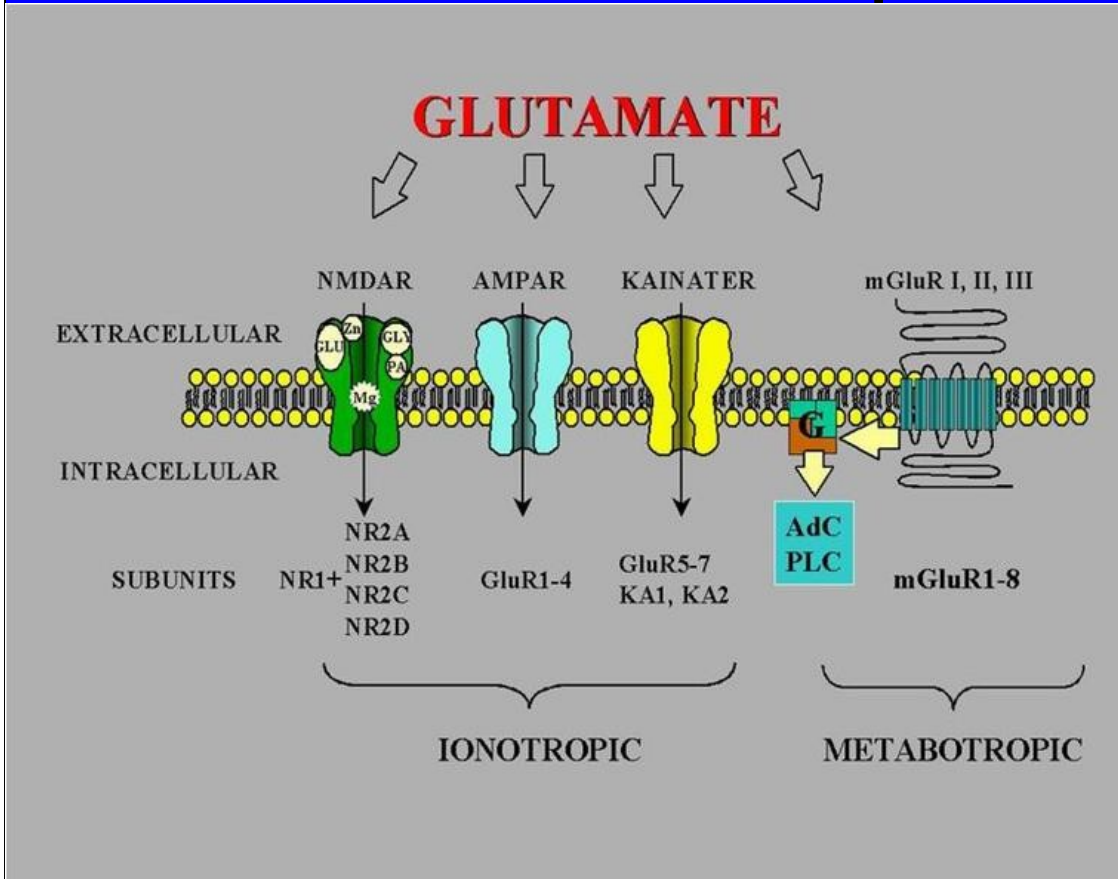 GLUTAMATE
NMDAR AMPAR KAINATER mGluR I, II, III
EXTRACELLULAR
Zn
GLU GLY
PA
Mg
G
INTRACELLULAR
AdC
PLC
SUBUNITS NR1+
NR2A
NR2B
NR2C
NR2D
GluR1-4
GluR5-7
KA1, KA2
mGluR1-8
IONOTROPIC METABOTROPIC